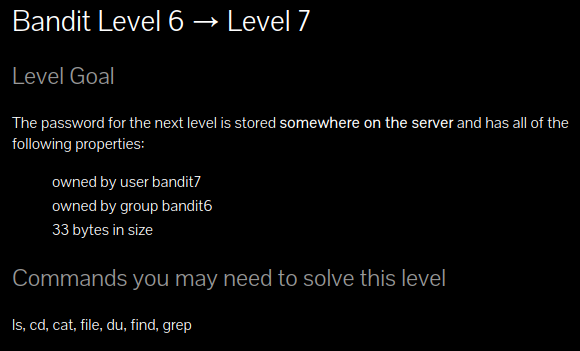 Bandit Level 6 → Level 7
Level Goal
The password for the next level is stored somewhere on the server and has all of the
following properties:
owned by user bandit7
owned by group bandit6
33 bytes in size
Commands you may need to solve this level
ls, cd, cat, file, du, find, grep